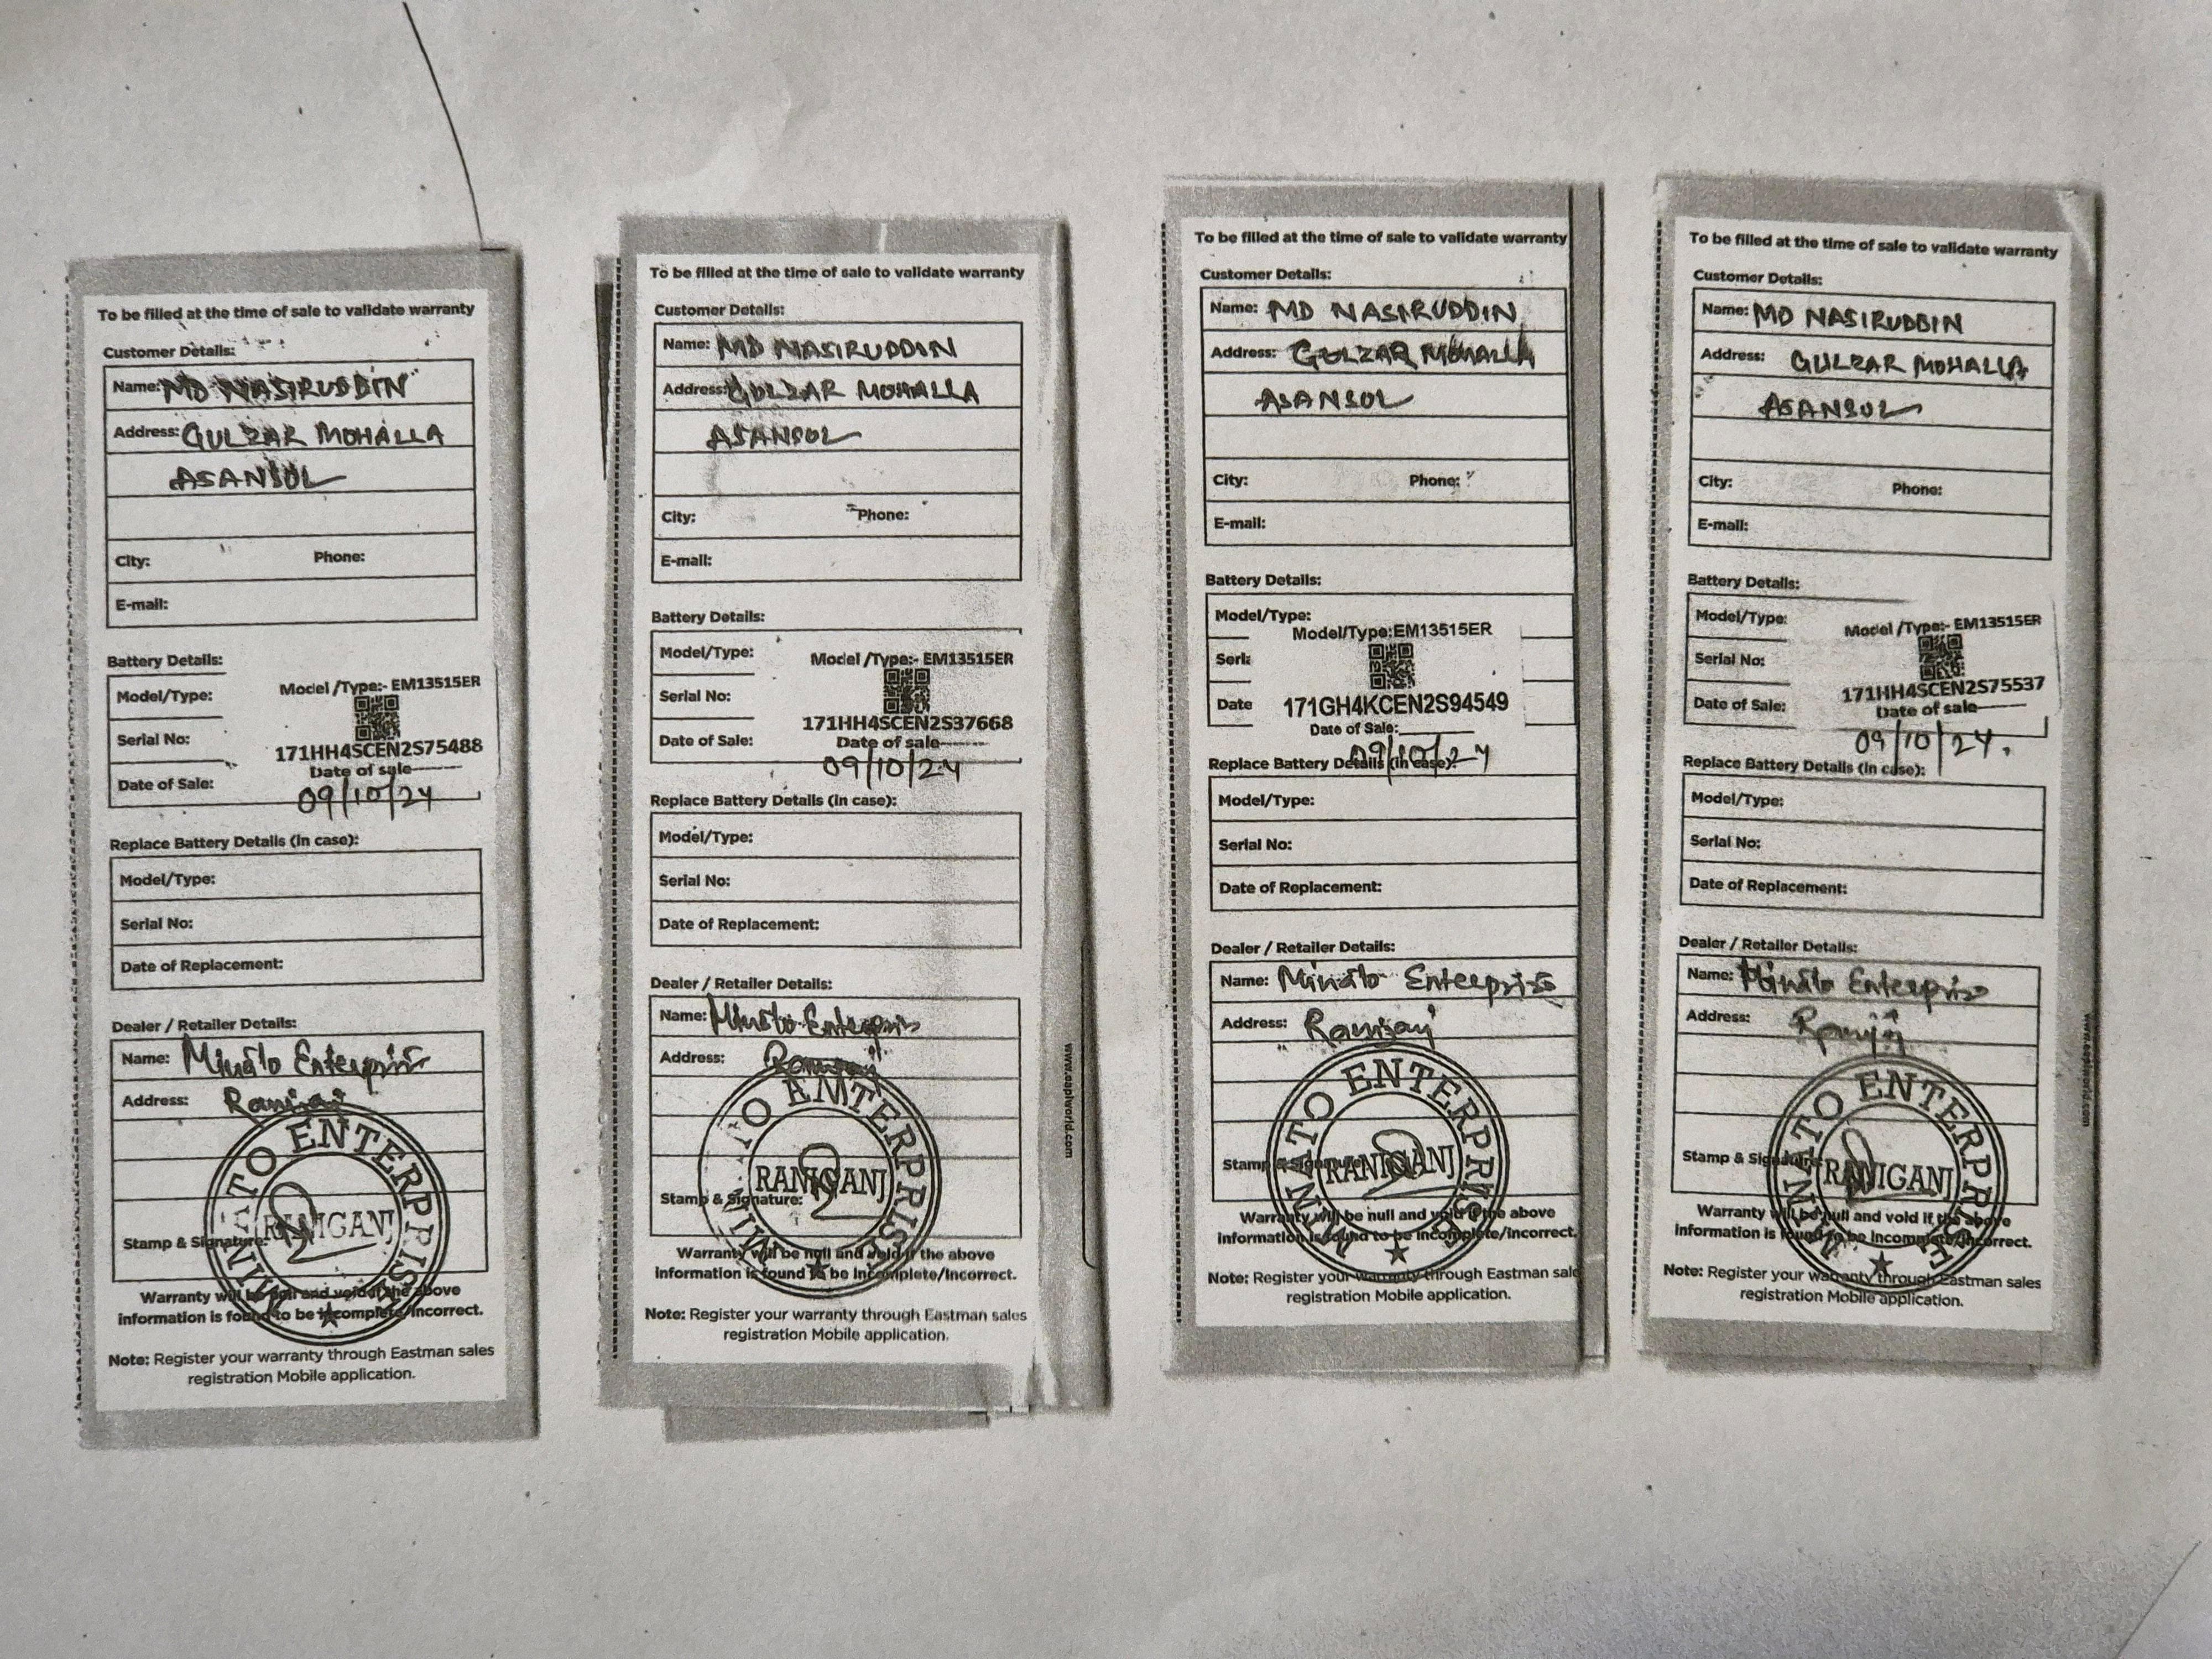 To be filled at the time of sale to validate warranty
Customer Details:
Name: MD NASIRUDDIN
Address: GULZAR MOHALLA
ASANSOL
City: Phone:
E-mail:
Battery Details:
Model/Type: Model /Type:- EM13515ER
Serial No: 171HH4SCEN2S75488
Date of sale
Date of Sale: 09/10/24
Replace Battery Details (in case):
Model/Type:
Serial No:
Date of Replacement:
Dealer / Retailer Details:
Name: Minato Enterprise
Address:
TO ENTERPRIS
RANIGANJ
Stamp & Signature:
Warranty will be null and void if the above
information is found to be incomplete/incorrect.
Note: Register your warranty through Eastman sales
registration Mobile application.
To be filled at the time of sale to validate warranty
Customer Details:
Name: MD NASIRUDDIN
Address: GULZAR MOHALLA
ASANSOL
City: Phone:
E-mail:
Battery Details:
Model/Type: Model /Type:- EM13515ER
Serial No: 171HH4SCEN2S37668
Date of Sale: Date of sale
09/10/24
Replace Battery Details (in case):
Model/Type:
Serial No:
Date of Replacement:
Dealer / Retailer Details:
Name: Minato Enterpris
Address:
TO ENTERPRIS
RANIGANJ
Stamp & Signature:
Warranty will be null and void if the above
information is found to be incomplete/incorrect.
Note: Register your warranty through Eastman sales
registration Mobile application.
www.eaplworld.com
To be filled at the time of sale to validate warranty
Customer Details:
Name: MD NASIRUDDIN
Address: GULZAR MOHALLA
ASANSOL
City: Phone:
E-mail:
Battery Details:
Model/Type:
Model/Type:EM13515ER
Seri
Date 171GH4KCEN2S94549
Date of Sale:
09/10/24
Replace Battery Details (in case):
Model/Type:
Serial No:
Date of Replacement:
Dealer / Retailer Details:
Name: Minato Enterprise
Address:
ATO ENTERPRISE
RANIGANJ
Stamp & Signature:
Warranty will be null and void if the above
information is found to be incomplete/incorrect.
Note: Register your warranty through Eastman sale
registration Mobile application.
To be filled at the time of sale to validate warranty
Customer Details:
Name: MD NASIRUDDIN
Address: GULZAR MOHALLA
ASANSOL
City: Phone:
E-mail:
Battery Details:
Model/Type: Model /Type:- EM13515ER
Serial No: 171HH4SCEN2S75537
Date of Sale: Date of sale
09/10/24.
Replace Battery Details (in case):
Model/Type:
Serial No:
Date of Replacement:
Dealer / Retailer Details:
Name: Minato Enterprise
Address:
ATO ENTERPR
RANIGANJ
Stamp & Signature:
Warranty will be null and void if the above
information is found to be incomplete/incorrect.
Note: Register your warranty through Eastman sales
registration Mobile application.